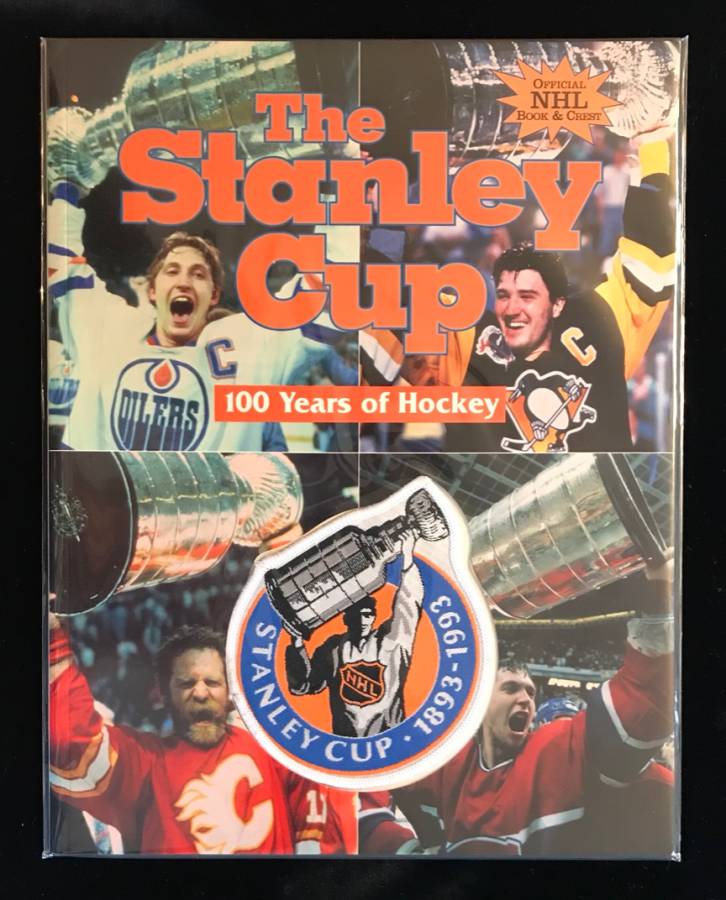 The
Stanley
Cup
OFFICIAL
NHL
BOOK & CREST
C
C
OILERS
100 Years of Hockey
NHL
STANLEY CUP · 1893-1993
C